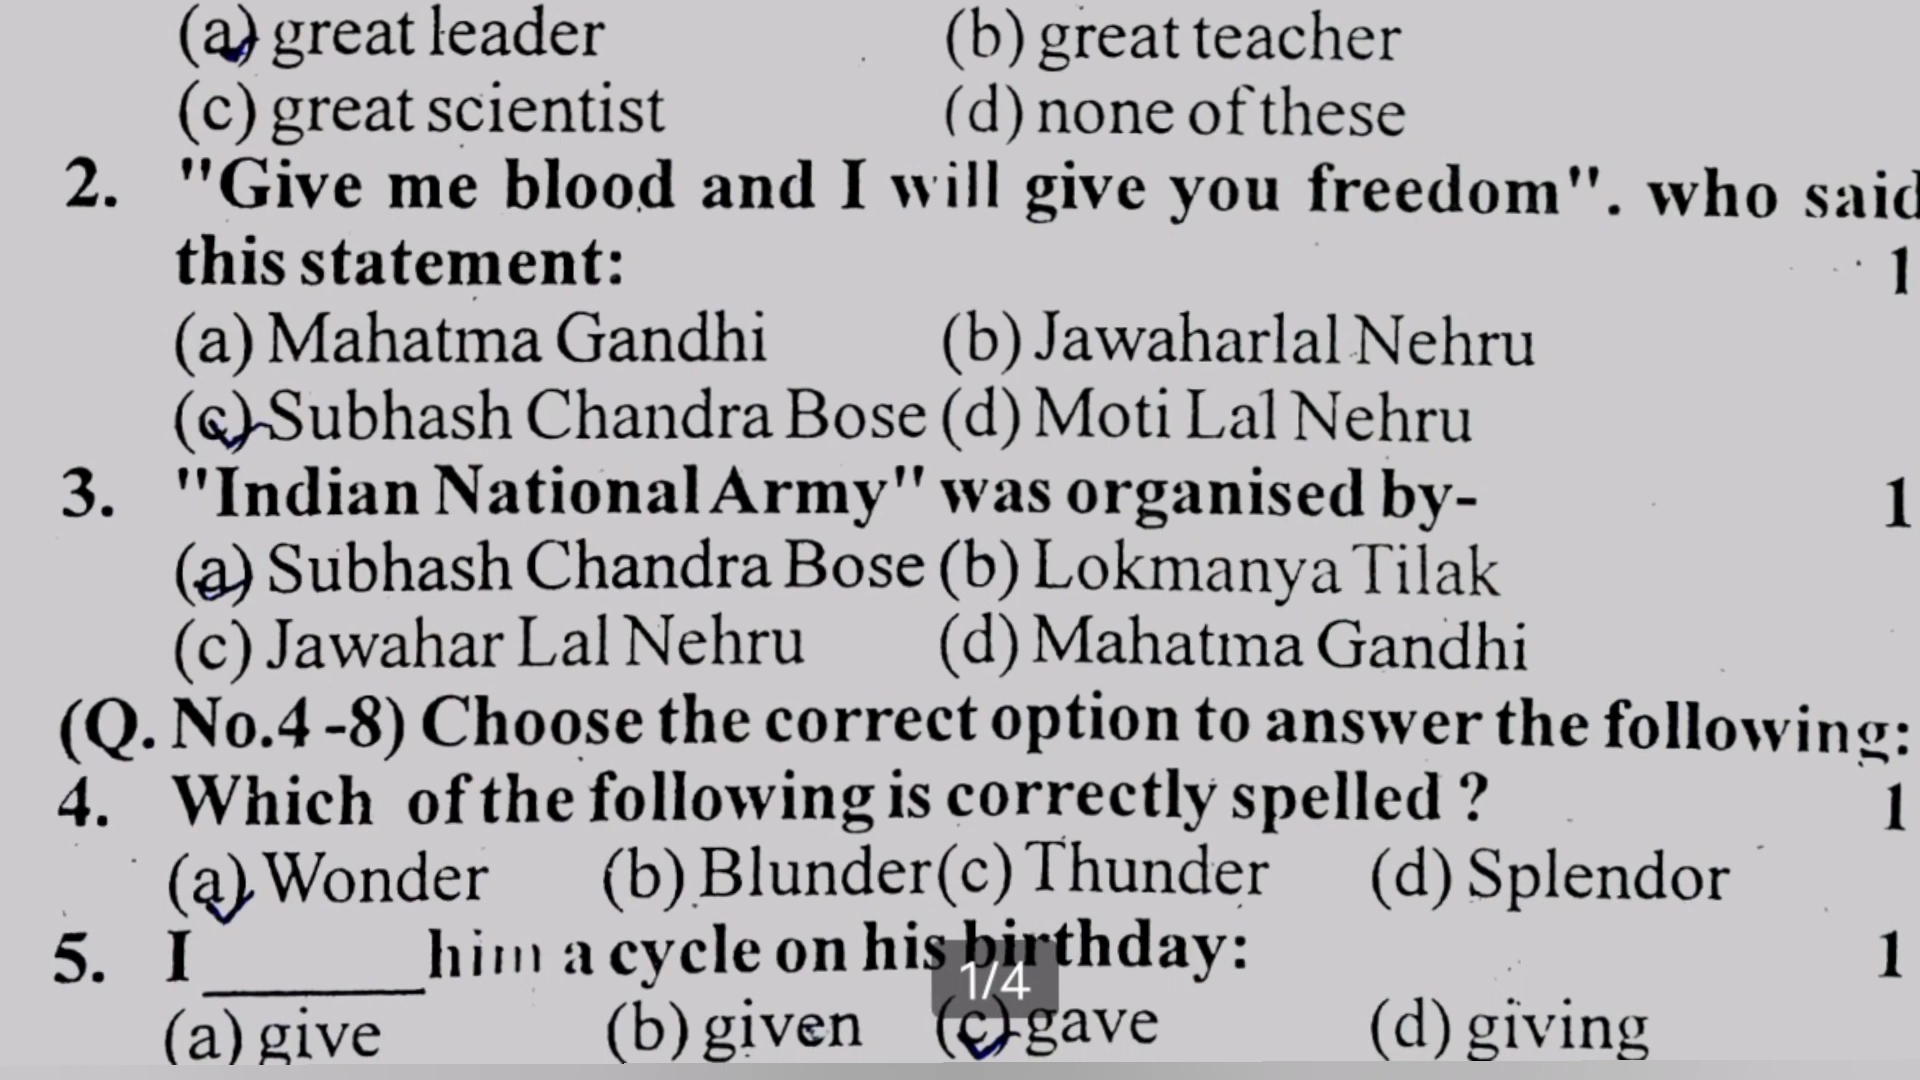 (a) great leader (b) great teacher
(c) great scientist (d) none of these
2. "Give me blood and I will give you freedom". who said
this statement: 1
(a) Mahatma Gandhi (b) Jawaharlal Nehru
(c) Subhash Chandra Bose (d) Moti Lal Nehru
3. "Indian National Army" was organised by- 1
(a) Subhash Chandra Bose (b) Lokmanya Tilak
(c) Jawahar Lal Nehru (d) Mahatma Gandhi
(Q. No.4 -8) Choose the correct option to answer the following:
4. Which of the following is correctly spelled ? 1
(a) Wonder (b) Blunder (c) Thunder (d) Splendor
5. I ______ him a cycle on his birthday: 1
1/4
(a) give (b) given (c) gave (d) giving